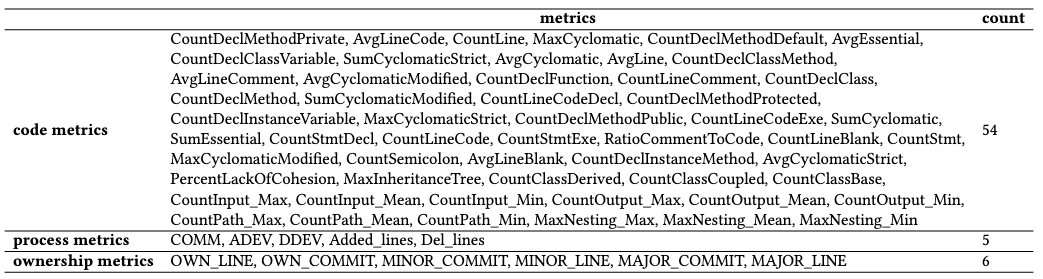 metrics count
CountDeclMethodPrivate, AvgLineCode, CountLine, MaxCyclomatic, CountDeclMethodDefault, AvgEssential,
CountDeclClassVariable, SumCyclomaticStrict, AvgCyclomatic, AvgLine, CountDeclClassMethod,
AvgLineComment, AvgCyclomaticModified, CountDeclFunction, CountLineComment, CountDeclClass,
CountDeclMethod, SumCyclomaticModified, CountLineCodeDecl, CountDeclMethodProtected,
CountDeclInstanceVariable, MaxCyclomaticStrict, CountDeclMethodPublic, CountLineCodeExe, SumCyclomatic,
code metrics SumEssential, CountStmtDecl, CountLineCode, CountStmtExe, RatioCommentToCode, CountLineBlank, CountStmt, 54
MaxCyclomaticModified, CountSemicolon, AvgLineBlank, CountDeclInstanceMethod, AvgCyclomaticStrict,
PercentLackOfCohesion, MaxInheritanceTree, CountClassDerived, CountClassCoupled, CountClassBase,
CountInput_Max, CountInput_Mean, CountInput_Min, CountOutput_Max, CountOutput_Mean, CountOutput_Min,
CountPath_Max, CountPath_Mean, CountPath_Min, MaxNesting_Max, MaxNesting_Mean, MaxNesting_Min
process metrics COMM, ADEV, DDEV, Added_lines, Del_lines 5
ownership metrics OWN_LINE, OWN_COMMIT, MINOR_COMMIT, MINOR_LINE, MAJOR_COMMIT, MAJOR_LINE 6